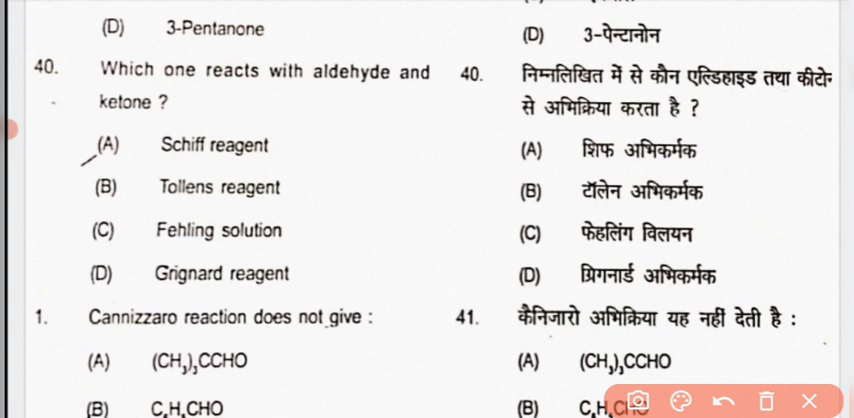 (D) 3-Pentanone
40. Which one reacts with aldehyde and
ketone ?
(A) Schiff reagent
(B) Tollens reagent
(C) Fehling solution
(D) Grignard reagent
1. Cannizzaro reaction does not give :
(A) (CH₃)₃CCHO
(B) C₆H₅CHO
(D) 3-पेन्टानोन
40. निम्नलिखित में से कौन एल्डिहाइड तथा कीटोन
से अभिक्रिया करता है ?
(A) शिफ अभिकर्मक
(B) टॉलेन अभिकर्मक
(C) फेहलिंग विलयन
(D) ग्रिगनार्ड अभिकर्मक
41. कैनिजारो अभिक्रिया यह नहीं देती है :
(A) (CH₃)₃CCHO
(B) C₆H₅CHO